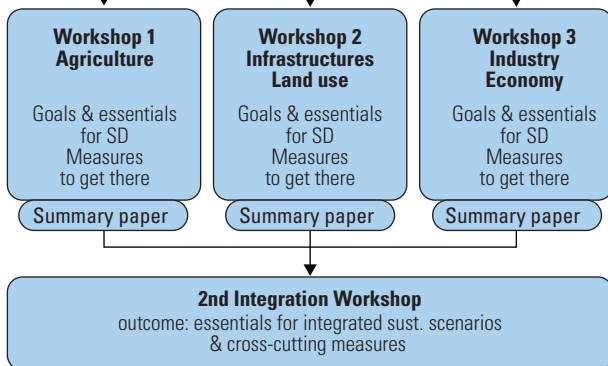 Workshop 1
Agriculture
Goals & essentials
for SD
Measures
to get there
Summary paper
Workshop 2
Infrastructures
Land use
Goals & essentials
for SD
Measures
to get there
Summary paper
Workshop 3
Industry
Economy
Goals & essentials
for SD
Measures
to get there
Summary paper
2nd Integration Workshop
outcome: essentials for integrated sust. scenarios
& cross-cutting measures